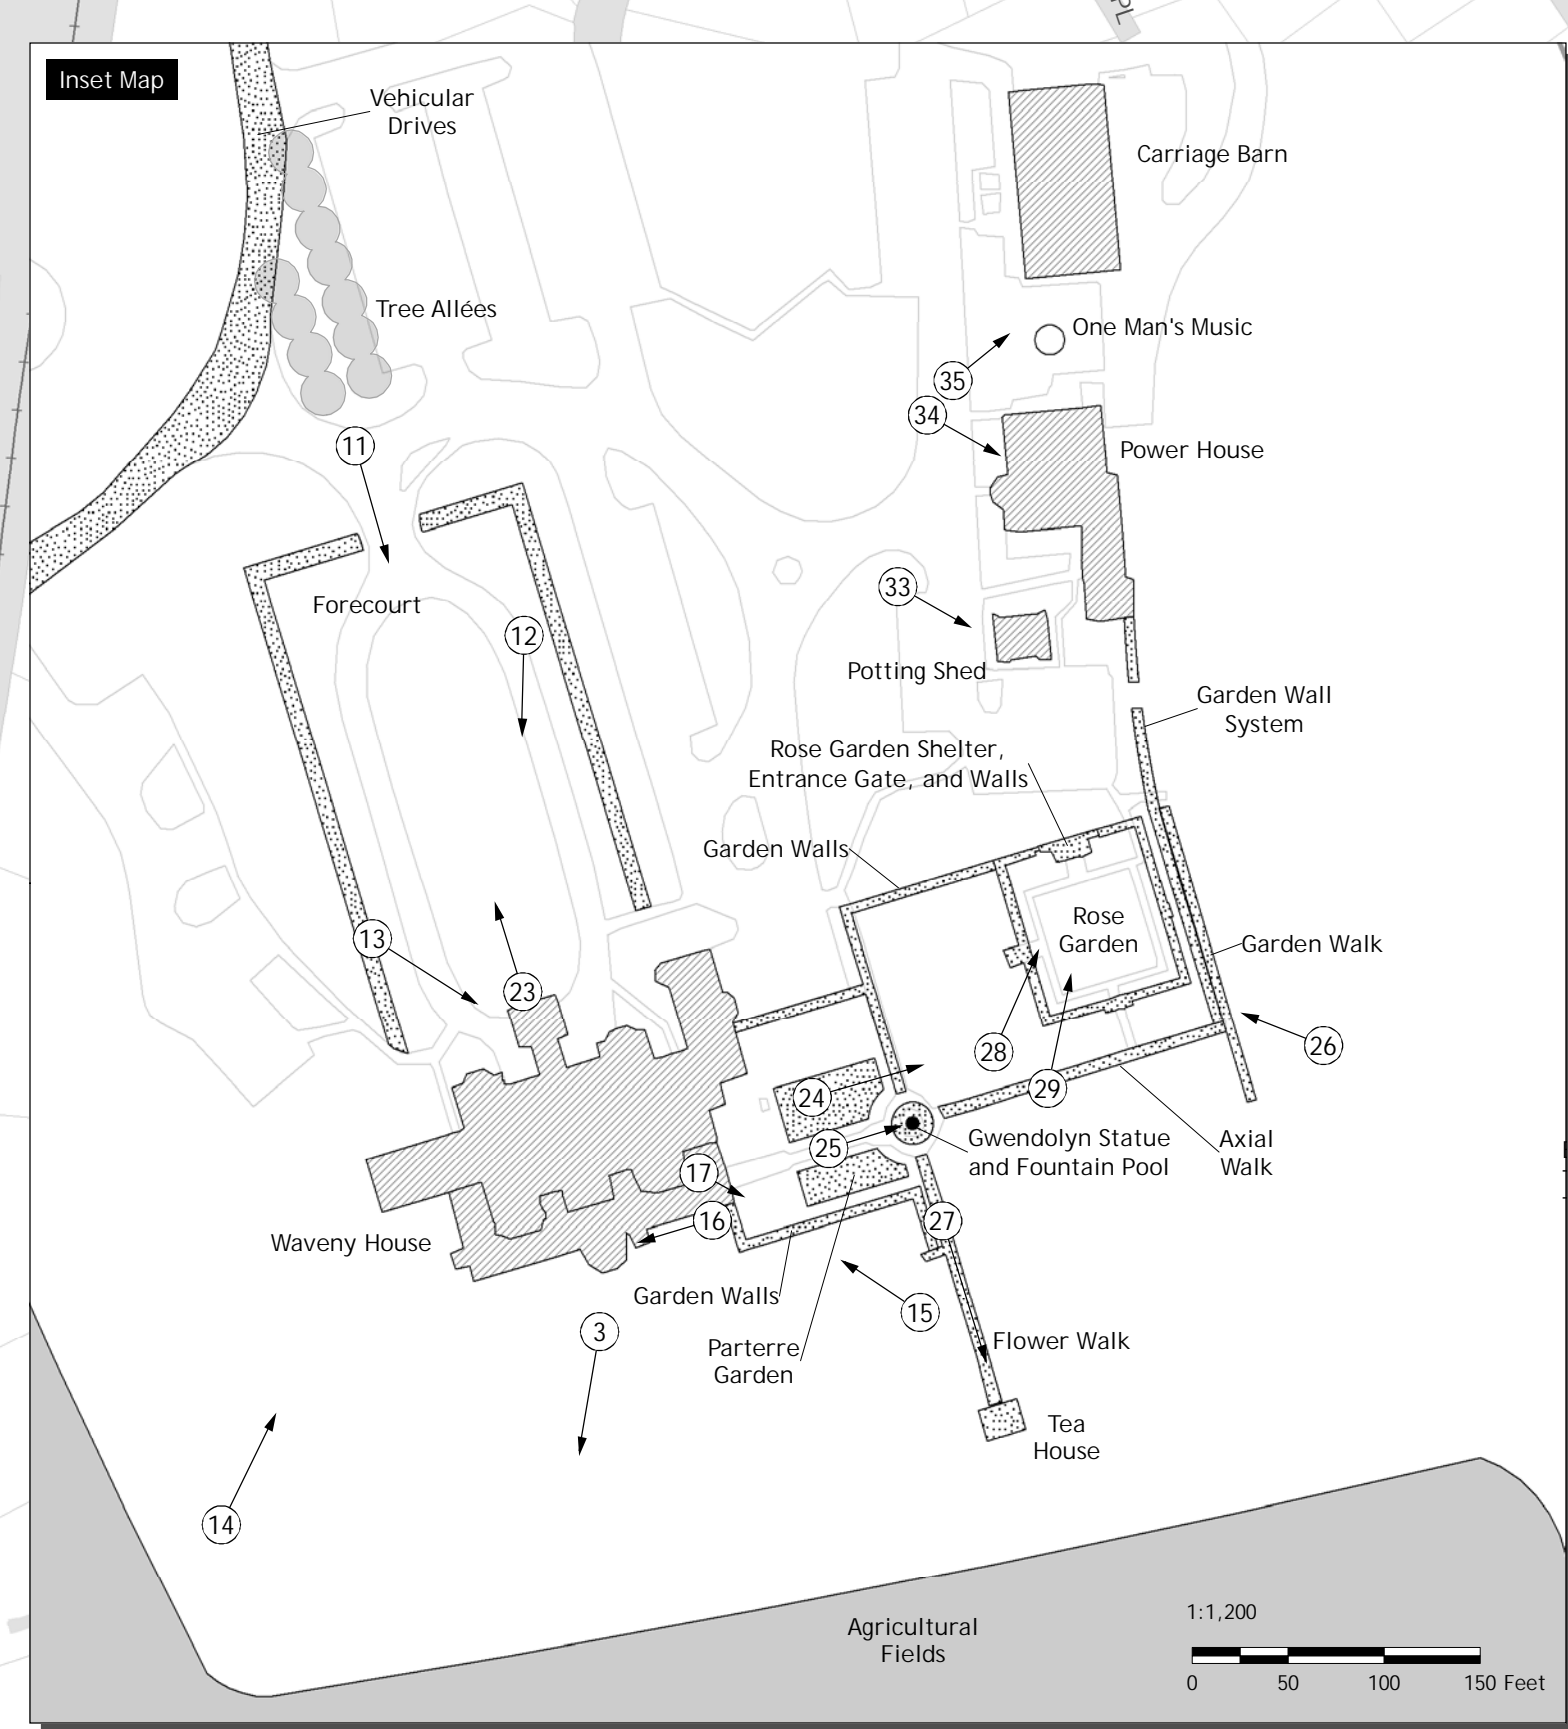 PL
Inset Map
Vehicular
Drives
Carriage Barn
Tree Allées
One Man's Music
35
34
11
Power House
33
Forecourt
12
Potting Shed
Garden Wall
System
Rose Garden Shelter,
Entrance Gate, and Walls
Garden Walls
Rose
Garden
13
Garden Walk
23
28
26
29
24
25
Gwendolyn Statue
and Fountain Pool
Axial
Walk
17
16
27
Waveny House
Garden Walls
15
3
Parterre
Garden
Flower Walk
Tea
House
14
Agricultural
Fields
1:1,200
0 50 100 150 Feet